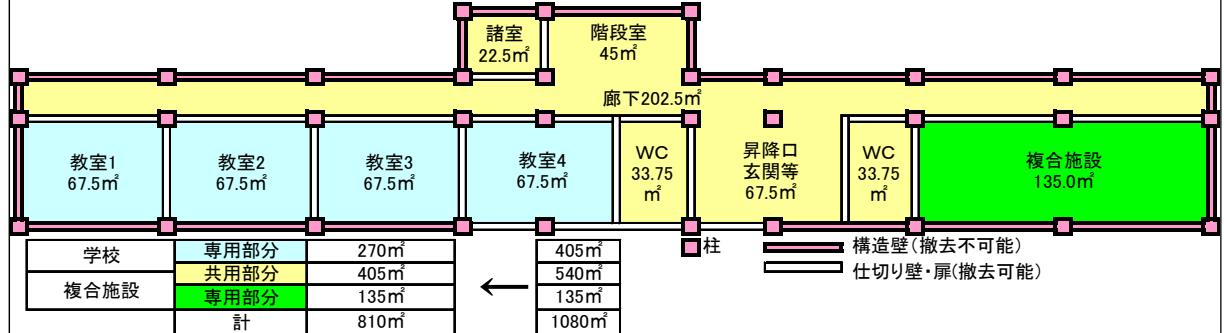 諸室
22.5㎡
階段室
45㎡
廊下202.5㎡
教室1
67.5㎡
教室2
67.5㎡
教室3
67.5㎡
教室4
67.5㎡
WC
33.75
㎡
昇降口
玄関等
67.5㎡
WC
33.75
㎡
複合施設
135.0㎡
学校 専用部分 270㎡ 405㎡
共用部分 405㎡ 540㎡
複合施設 専用部分 135㎡ ← 135㎡
計 810㎡ 1080㎡
柱
構造壁(撤去不可能)
仕切り壁・扉(撤去可能)